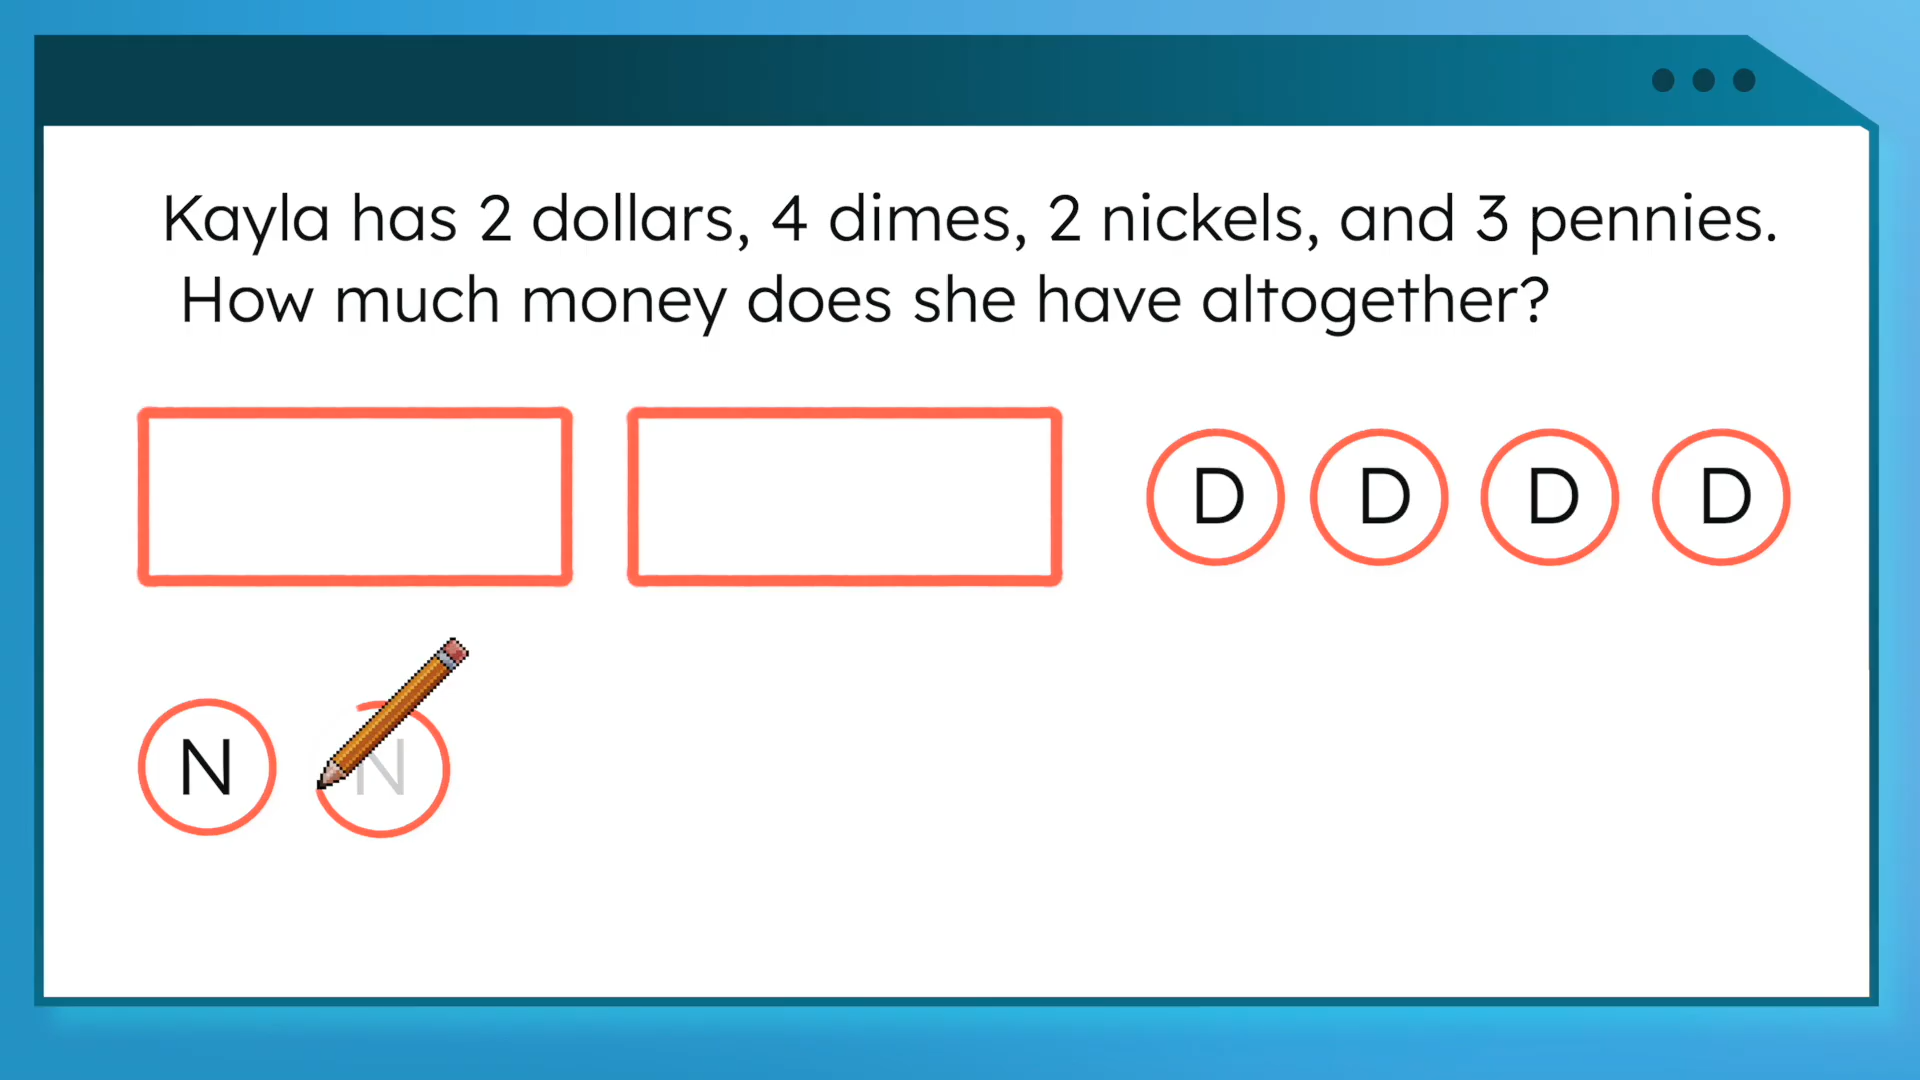 Kayla has 2 dollars, 4 dimes, 2 nickels, and 3 pennies.
How much money does she have altogether?
D D D D
N N